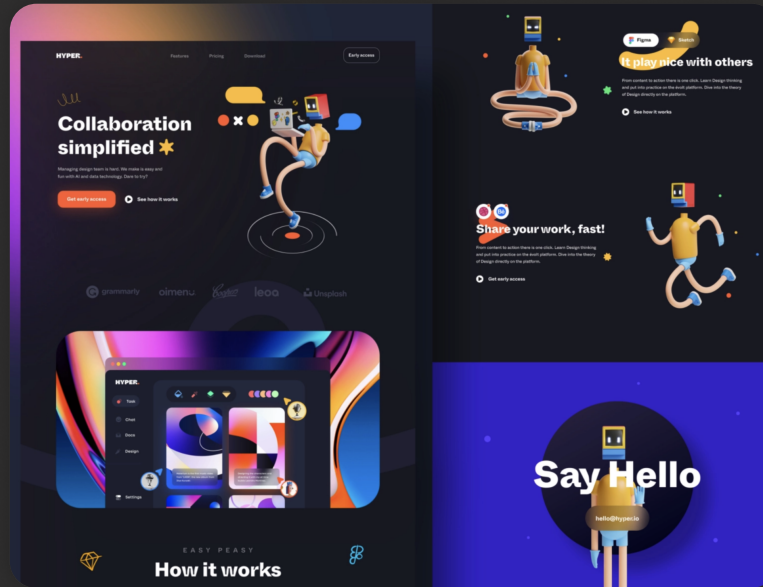 HYPER.
Features
Pricing
Download
Early access
Collaboration
simplified
Managing design team is hard. We make is easy and
fun with AI and data technology. Dare to try?
Get early access
See how it works
grammarly
oimenu
leoo
Unsplash
HYPER.
Task
Chat
Docs
Design
Settings
EASY PEASY
How it works
Figma
Sketch
It play nice with others
From content to action there is one click. Learn Design thinking
and put into practice on the évolt platform. Dive into the theory
of Design directly on the platform.
See how it works
Bē
Share your work, fast!
From content to action there is one click. Learn Design thinking
and put into practice on the évolt platform. Dive into the theory
of Design directly on the platform.
Get early access
Say Hello
hello@hyper.io